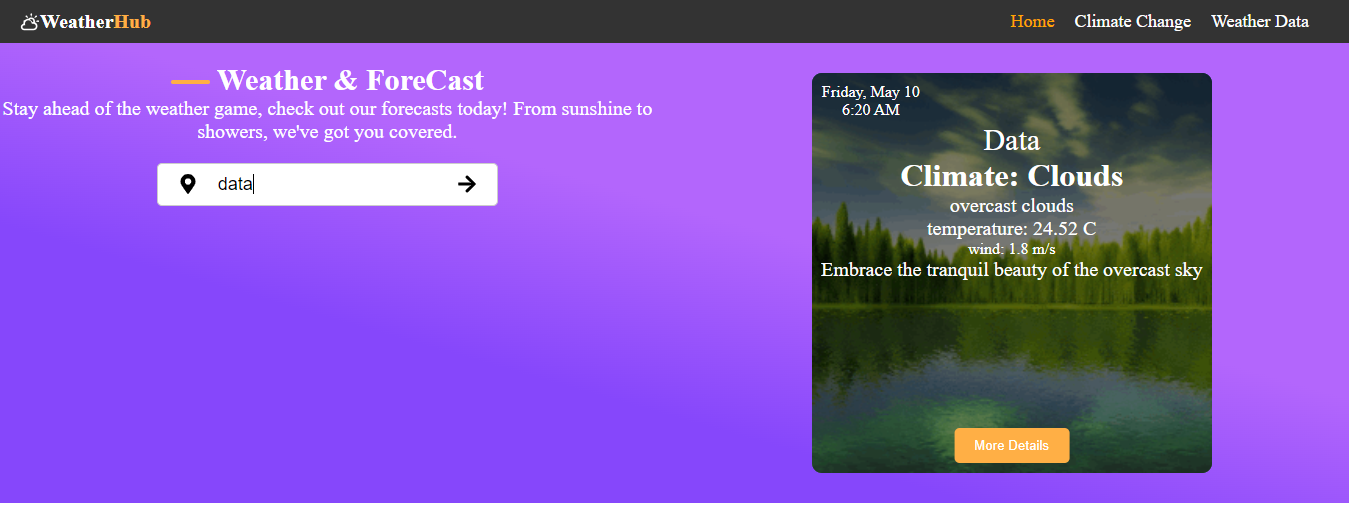 WeatherHub
Home Climate Change Weather Data
Weather & ForeCast
Stay ahead of the weather game, check out our forecasts today! From sunshine to
showers, we've got you covered.
data
Friday, May 10
6:20 AM
Data
Climate: Clouds
overcast clouds
temperature: 24.52 C
wind: 1.8 m/s
Embrace the tranquil beauty of the overcast sky
More Details